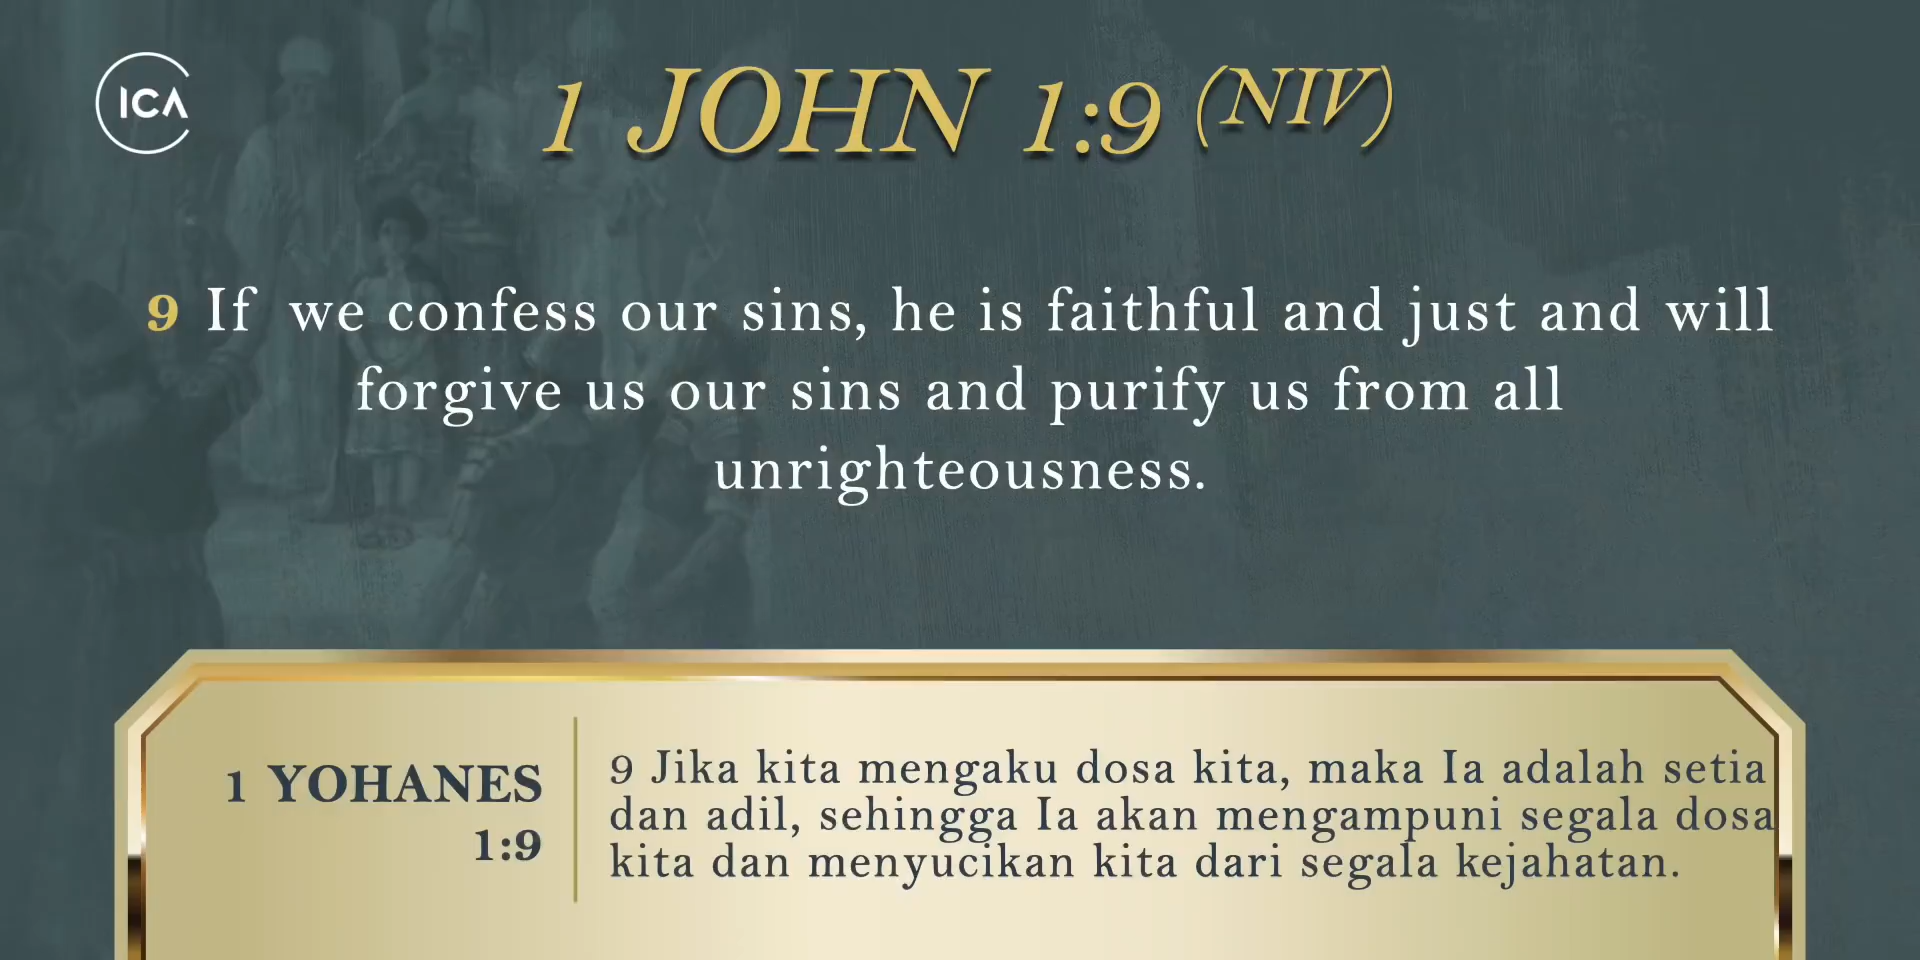 ICA
1 JOHN 1:9 (NIV)
9 If we confess our sins, he is faithful and just and will
forgive us our sins and purify us from all
unrighteousness.
1 YOHANES
1:9
9 Jika kita mengaku dosa kita, maka Ia adalah setia
dan adil, sehingga Ia akan mengampuni segala dosa
kita dan menyucikan kita dari segala kejahatan.